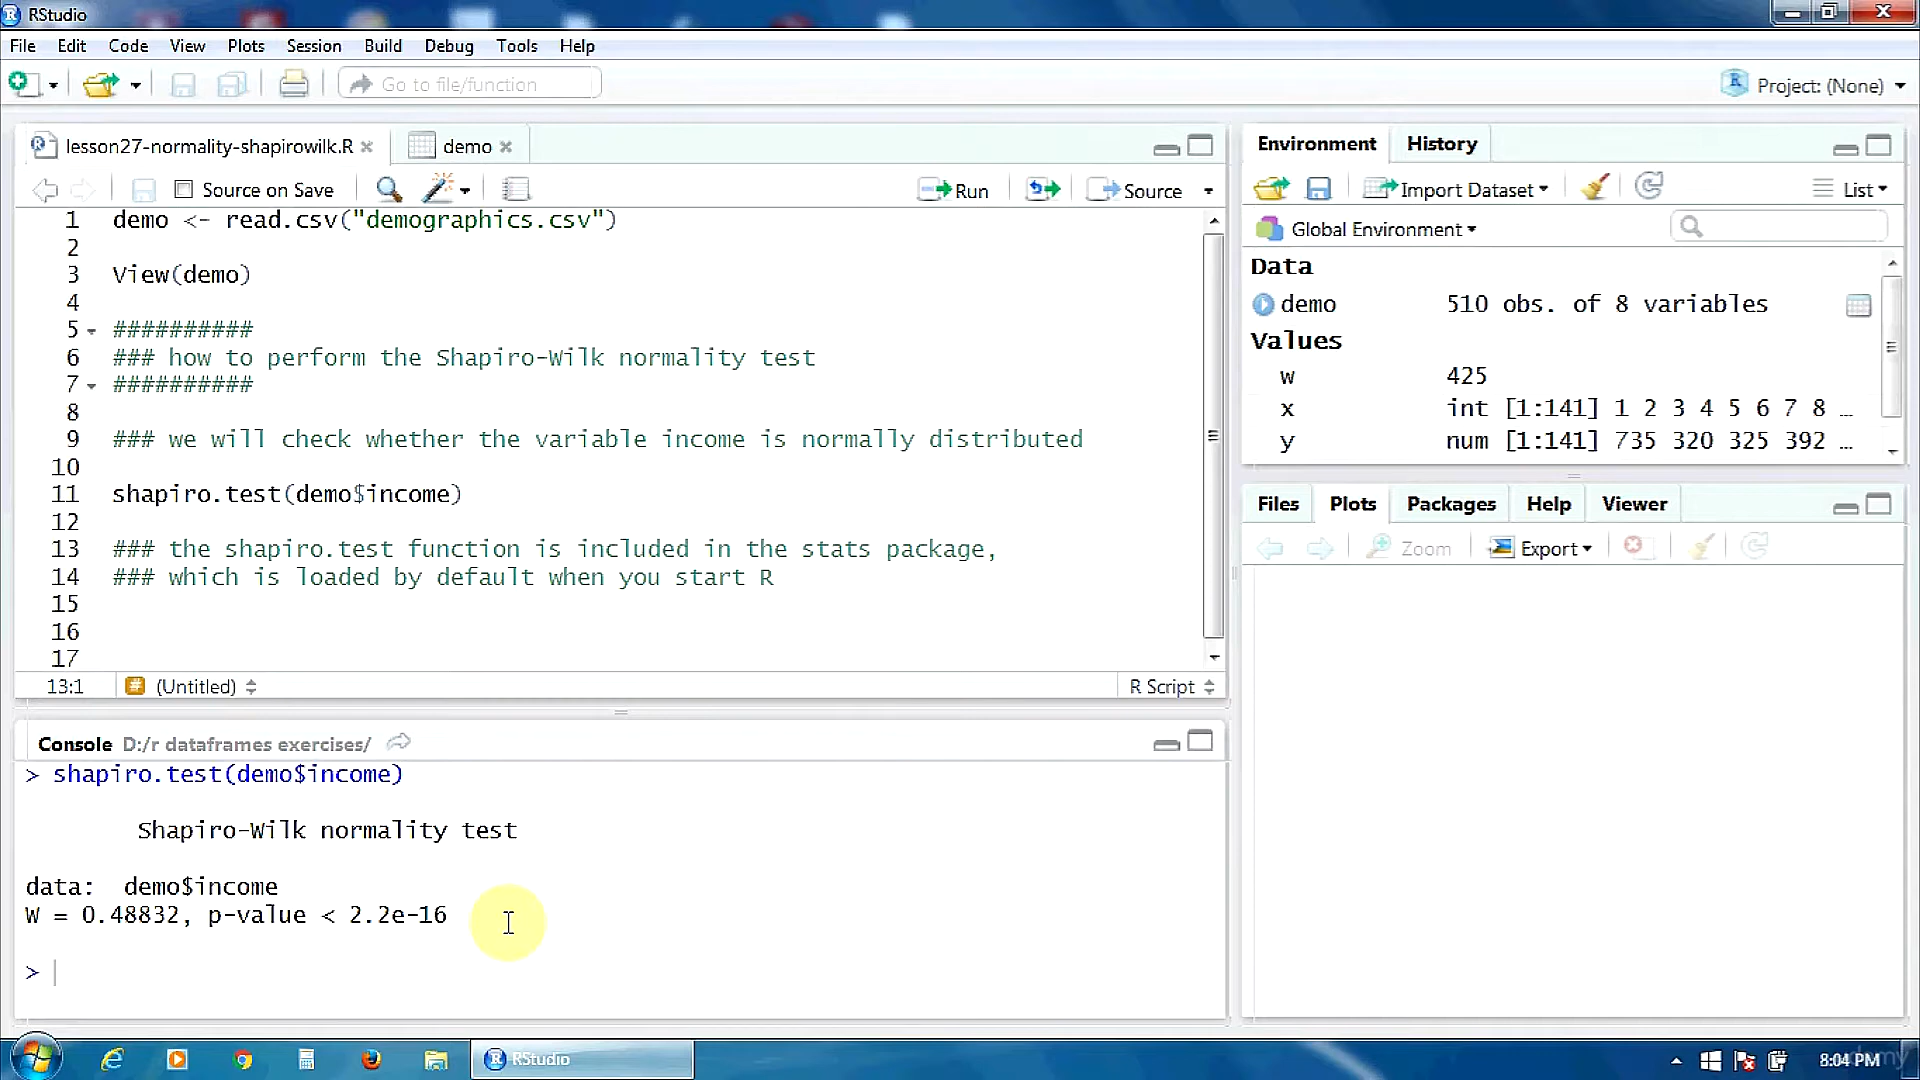 RStudio
File Edit Code View Plots Session Build Debug Tools Help
Go to file/function
Project: (None)
lesson27-normality-shapirowilk.R
demo
Source on Save
Run
Source
1 demo <- read.csv("demographics.csv")
2
3 View(demo)
4
5 ##########
6 ### how to perform the Shapiro-Wilk normality test
7 ##########
8
9 ### we will check whether the variable income is normally distributed
10
11 shapiro.test(demo$income)
12
13 ### the shapiro.test function is included in the stats package,
14 ### which is loaded by default when you start R
15
16
17
13:1 (Untitled) R Script
Console D:/r dataframes exercises/
> shapiro.test(demo$income)
Shapiro-Wilk normality test
data: demo$income
W = 0.48832, p-value < 2.2e-16
>
Environment History
Import Dataset List
Global Environment
Data
demo 510 obs. of 8 variables
Values
w 425
x int [1:141] 1 2 3 4 5 6 7 8 ...
y num [1:141] 735 320 325 392 ...
Files Plots Packages Help Viewer
Zoom Export
RStudio
8:04 PM